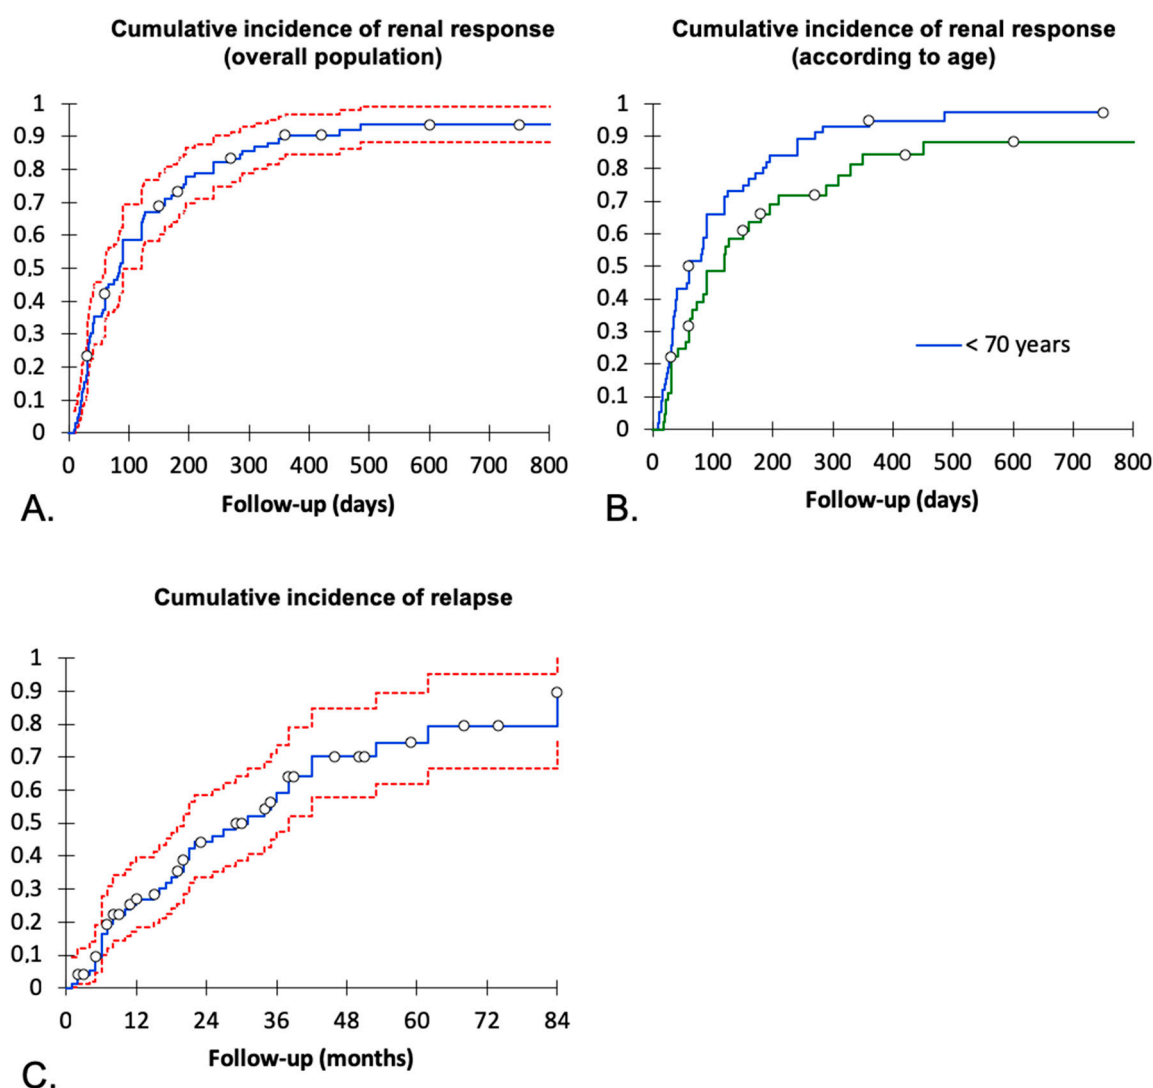 Cumulative incidence of renal response
(overall population)
1
0.9
0.8
0.7
0.6
0.5
0.4
0.3
0.2
0.1
0
0 100 200 300 400 500 600 700 800
Follow-up (days)
A.
Cumulative incidence of renal response
(according to age)
1
0.9
0.8
0.7
0.6
0.5
0.4
0.3
0.2
0.1
0
< 70 years
0 100 200 300 400 500 600 700 800
Follow-up (days)
B.
Cumulative incidence of relapse
1
0.9
0.8
0.7
0.6
0.5
0.4
0.3
0.2
0.1
0
0 12 24 36 48 60 72 84
Follow-up (months)
C.